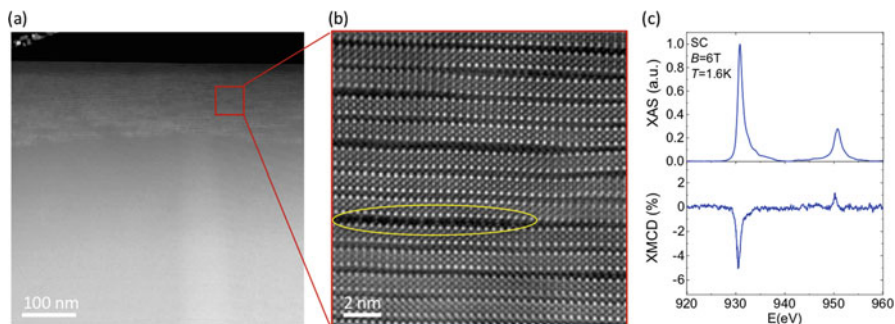 (a)
100 nm
(b)
2 nm
(c)
SC
B=6T
T=1.6K
XAS (a.u.)
1.0
0.8
0.6
0.4
0.2
0.0
XMCD (%)
2
0
-2
-4
-6
920 930 940 950 960
E(eV)